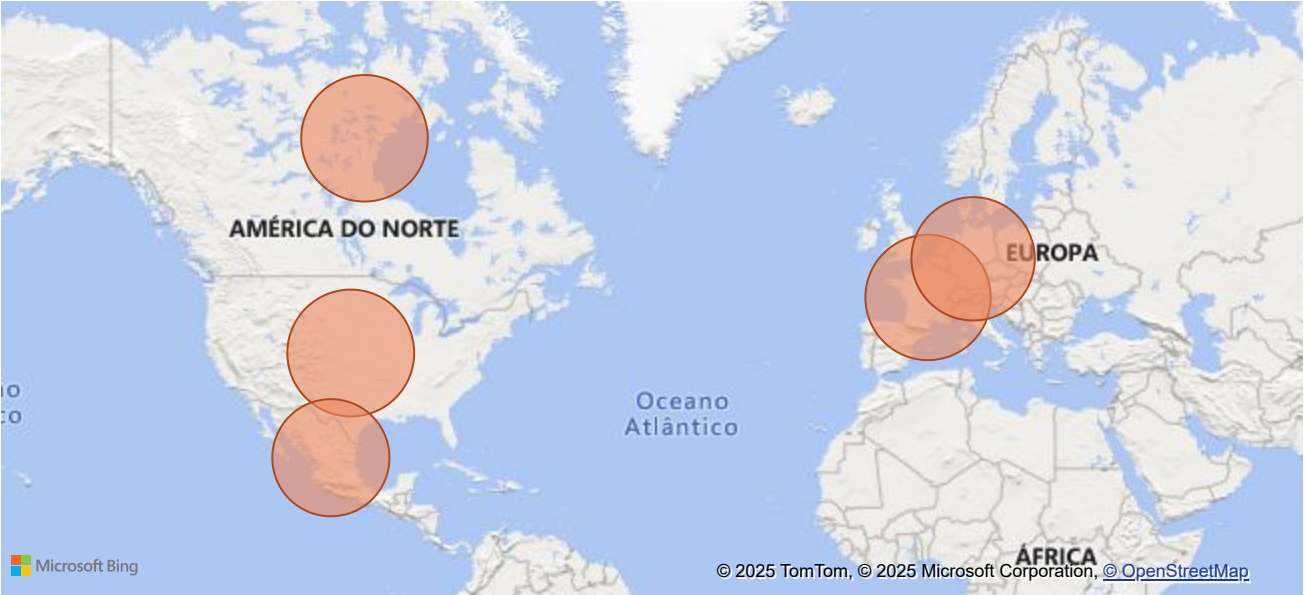 AMÉRICA DO NORTE
EUROPA
Oceano
Atlântico
ÁFRICA
Microsoft Bing
© 2025 TomTom, © 2025 Microsoft Corporation, © OpenStreetMap